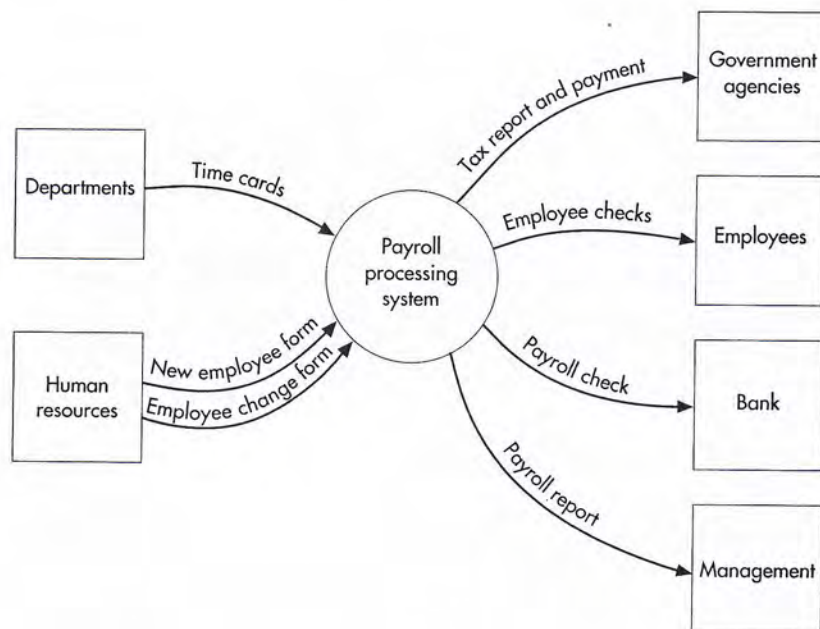 Departments
Time cards
Human
resources
New employee form
Employee change form
Payroll
processing
system
Tax report and payment
Government
agencies
Employee checks
Employees
Payroll check
Bank
Payroll report
Management